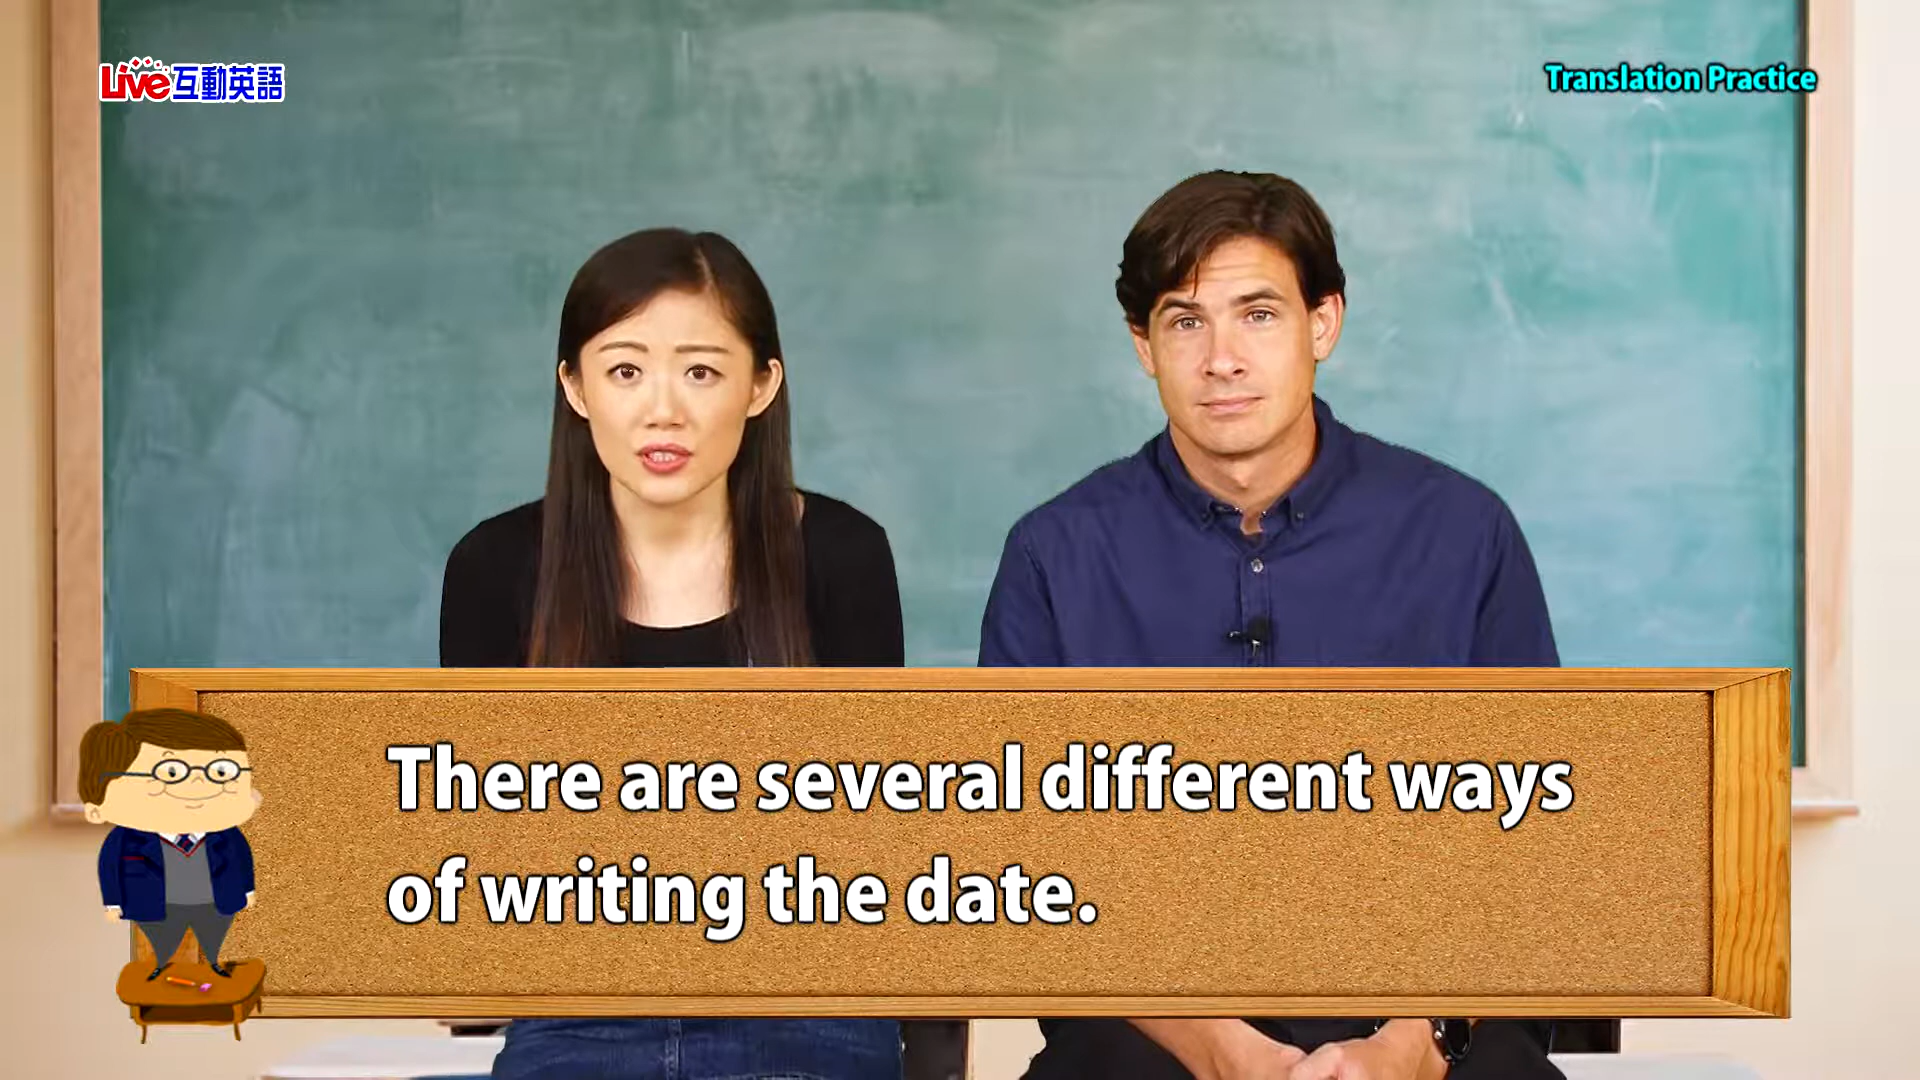 Live互動英語
Translation Practice
There are several different ways
of writing the date.